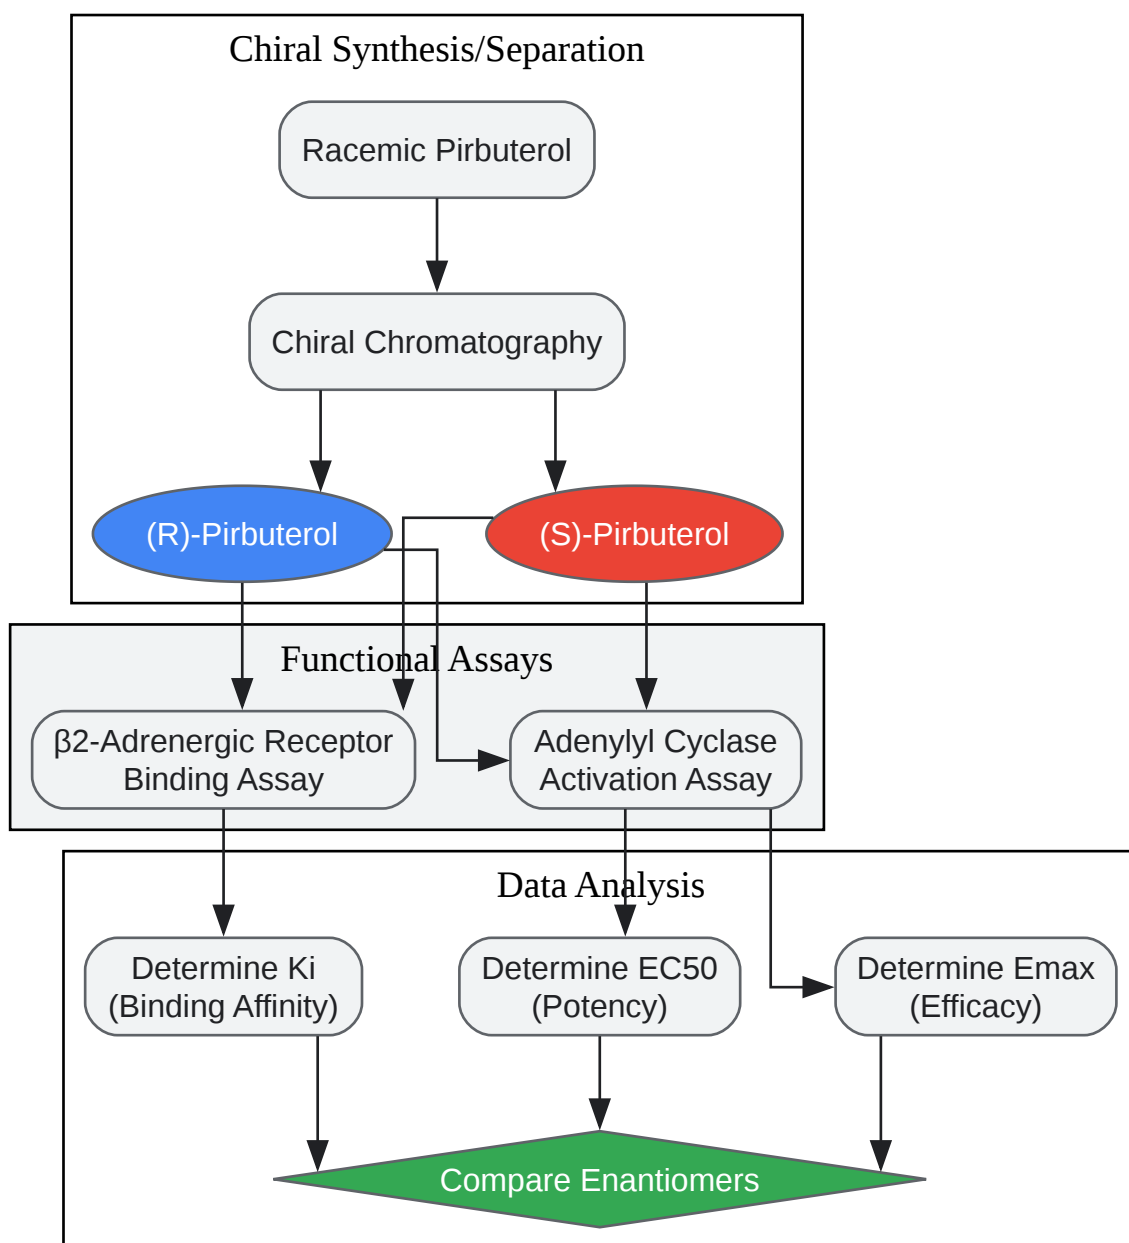 Chiral Synthesis/Separation
Racemic Pirbuterol
Chiral Chromatography
(R)-Pirbuterol
(S)-Pirbuterol
Functional Assays
β2-Adrenergic Receptor
Binding Assay
Adenylyl Cyclase
Activation Assay
Data Analysis
Determine Ki
(Binding Affinity)
Determine EC50
(Potency)
Determine Emax
(Efficacy)
Compare Enantiomers